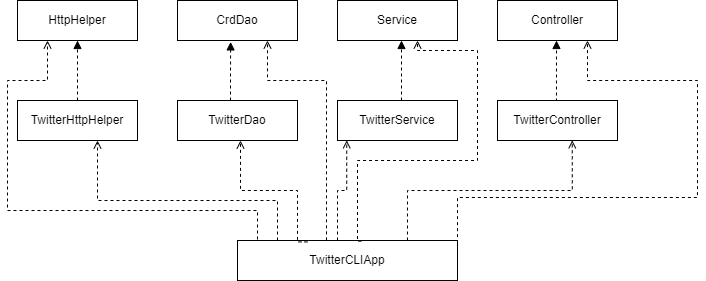 HttpHelper
CrdDao
Service
Controller
TwitterHttpHelper
TwitterDao
TwitterService
TwitterController
TwitterCLIApp